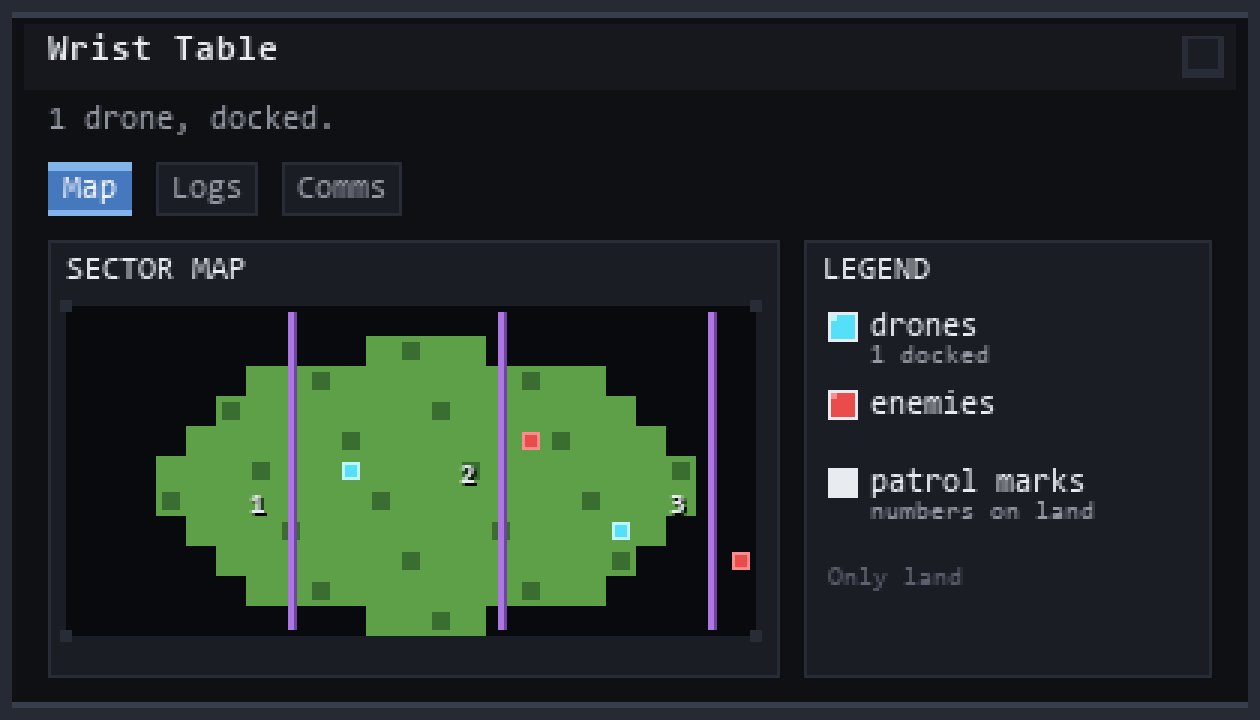 Wrist Table
1 drone, docked.
Map Logs Comms
SECTOR MAP
1 2 3
LEGEND
drones
1 docked
enemies
patrol marks
numbers on land
Only land